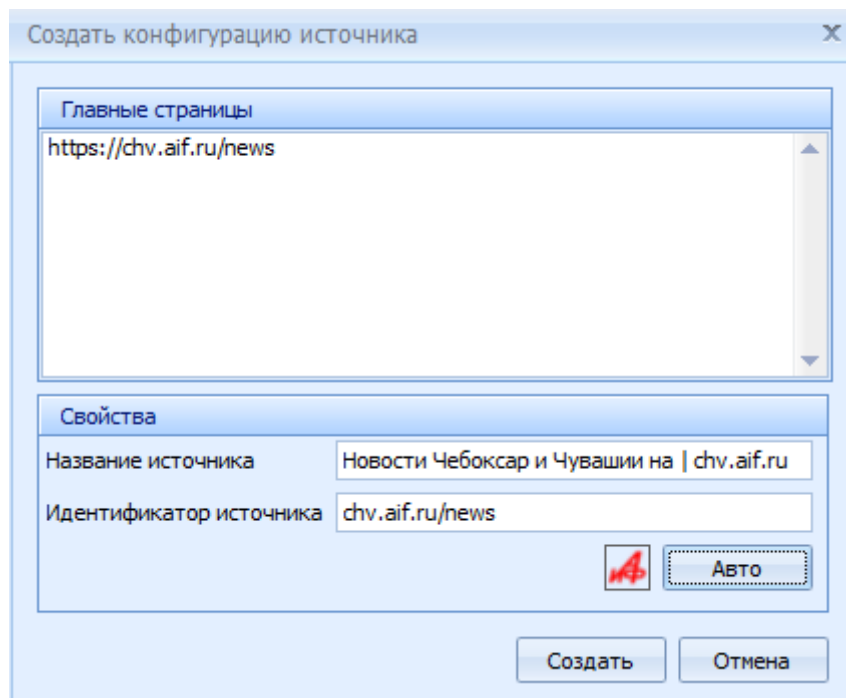 Создать конфигурацию источника
Главные страницы
https://chv.aif.ru/news
Свойства
Название источника
Новости Чебоксар и Чувашии на | chv.aif.ru
Идентификатор источника
chv.aif.ru/news
АиФ
Авто
Создать
Отмена